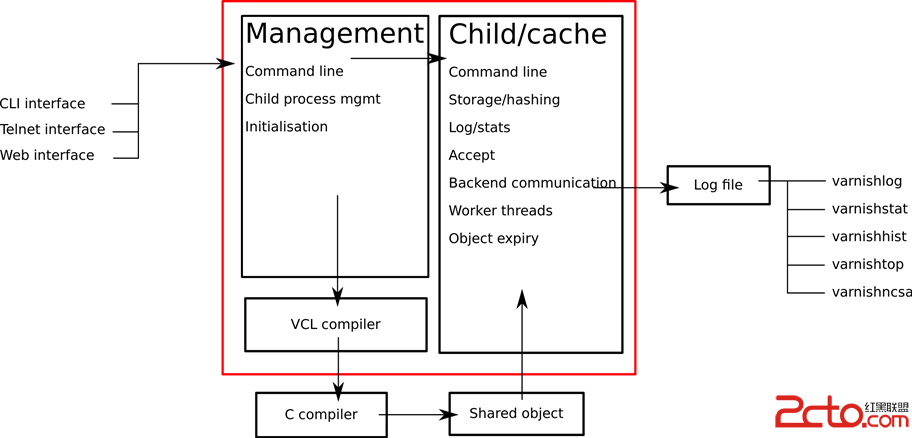 Management
Command line
Child process mgmt
Initialisation
Child/cache
Command line
Storage/hashing
Log/stats
Accept
Backend communication
Worker threads
Object expiry
CLI interface
Telnet interface
Web interface
Log file
varnishlog
varnishstat
varnishhist
varnishtop
varnishncsa
VCL compiler
C compiler
Shared object
2cto.com
红黑联盟